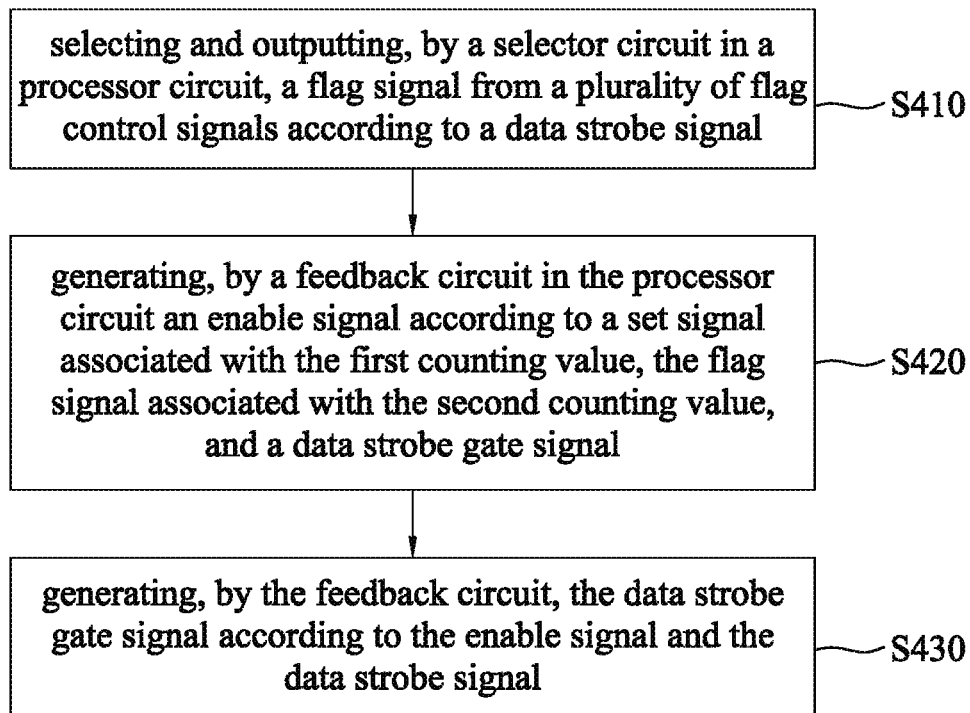 selecting and outputting, by a selector circuit in a
processor circuit, a flag signal from a plurality of flag
control signals according to a data strobe signal
S410
generating, by a feedback circuit in the processor
circuit an enable signal according to a set signal
associated with the first counting value, the flag
signal associated with the second counting value,
and a data strobe gate signal
S420
generating, by the feedback circuit, the data strobe
gate signal according to the enable signal and the
data strobe signal
S430